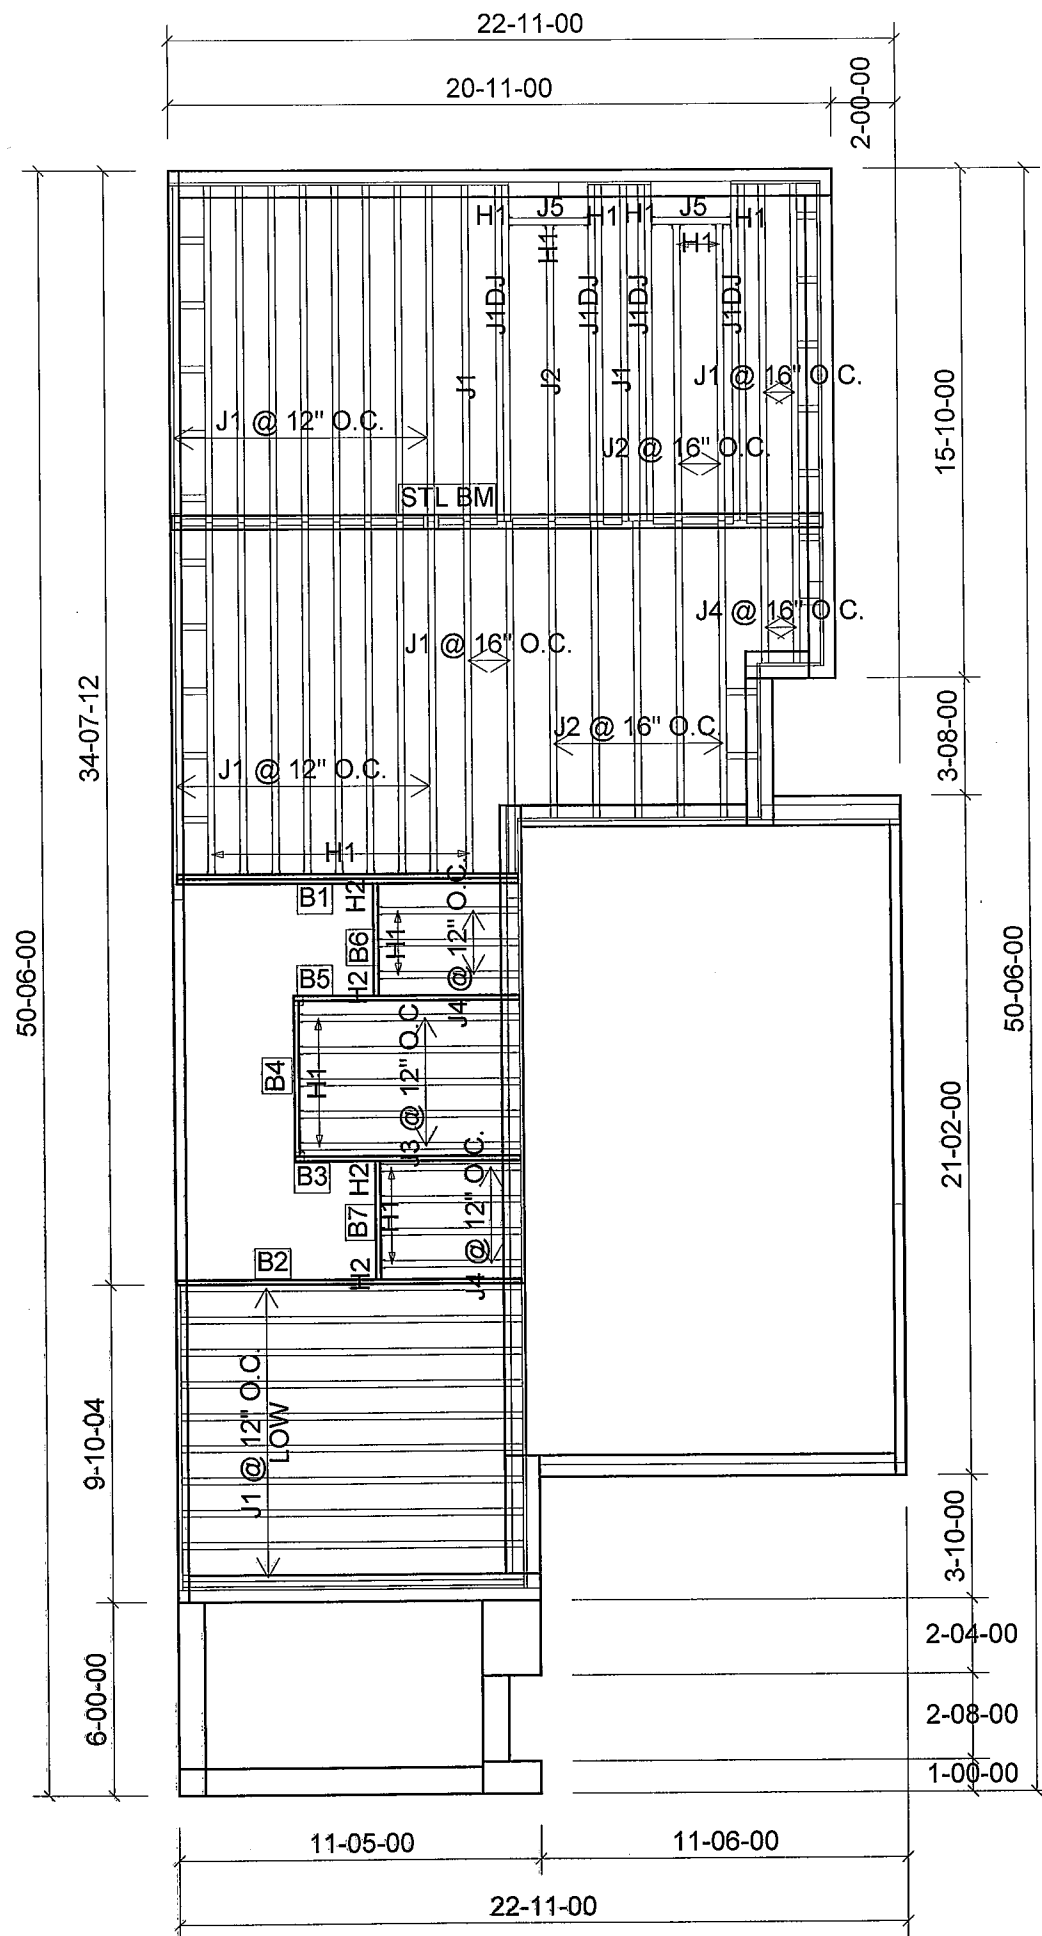 22-11-00
20-11-00
2-00-00
H1
J5
H1
H1
J5
H1
H1
H1
J1DJ
J1DJ
J1DJ
J1DJ
J1
J2
J1
J1 @ 16" O.C.
J1 @ 12" O.C.
J2 @ 16" O.C.
15-10-00
STL BM
J4 @ 16" O.C.
J1 @ 16" O.C.
34-07-12
J2 @ 16" O.C.
3-08-00
J1 @ 12" O.C.
H1
B1
H2
J4 @ 12" O.C.
H1
B6
50-06-00
50-06-00
B5
H2
B4
H1
J3 @ 12" O.C
21-02-00
B3
H2
B7
H1
J4 @ 12" O.C.
B2
H2
J1 @ 12" O.C.
LOW
9-10-04
3-10-00
2-04-00
6-00-00
2-08-00
1-00-00
11-05-00
11-06-00
22-11-00